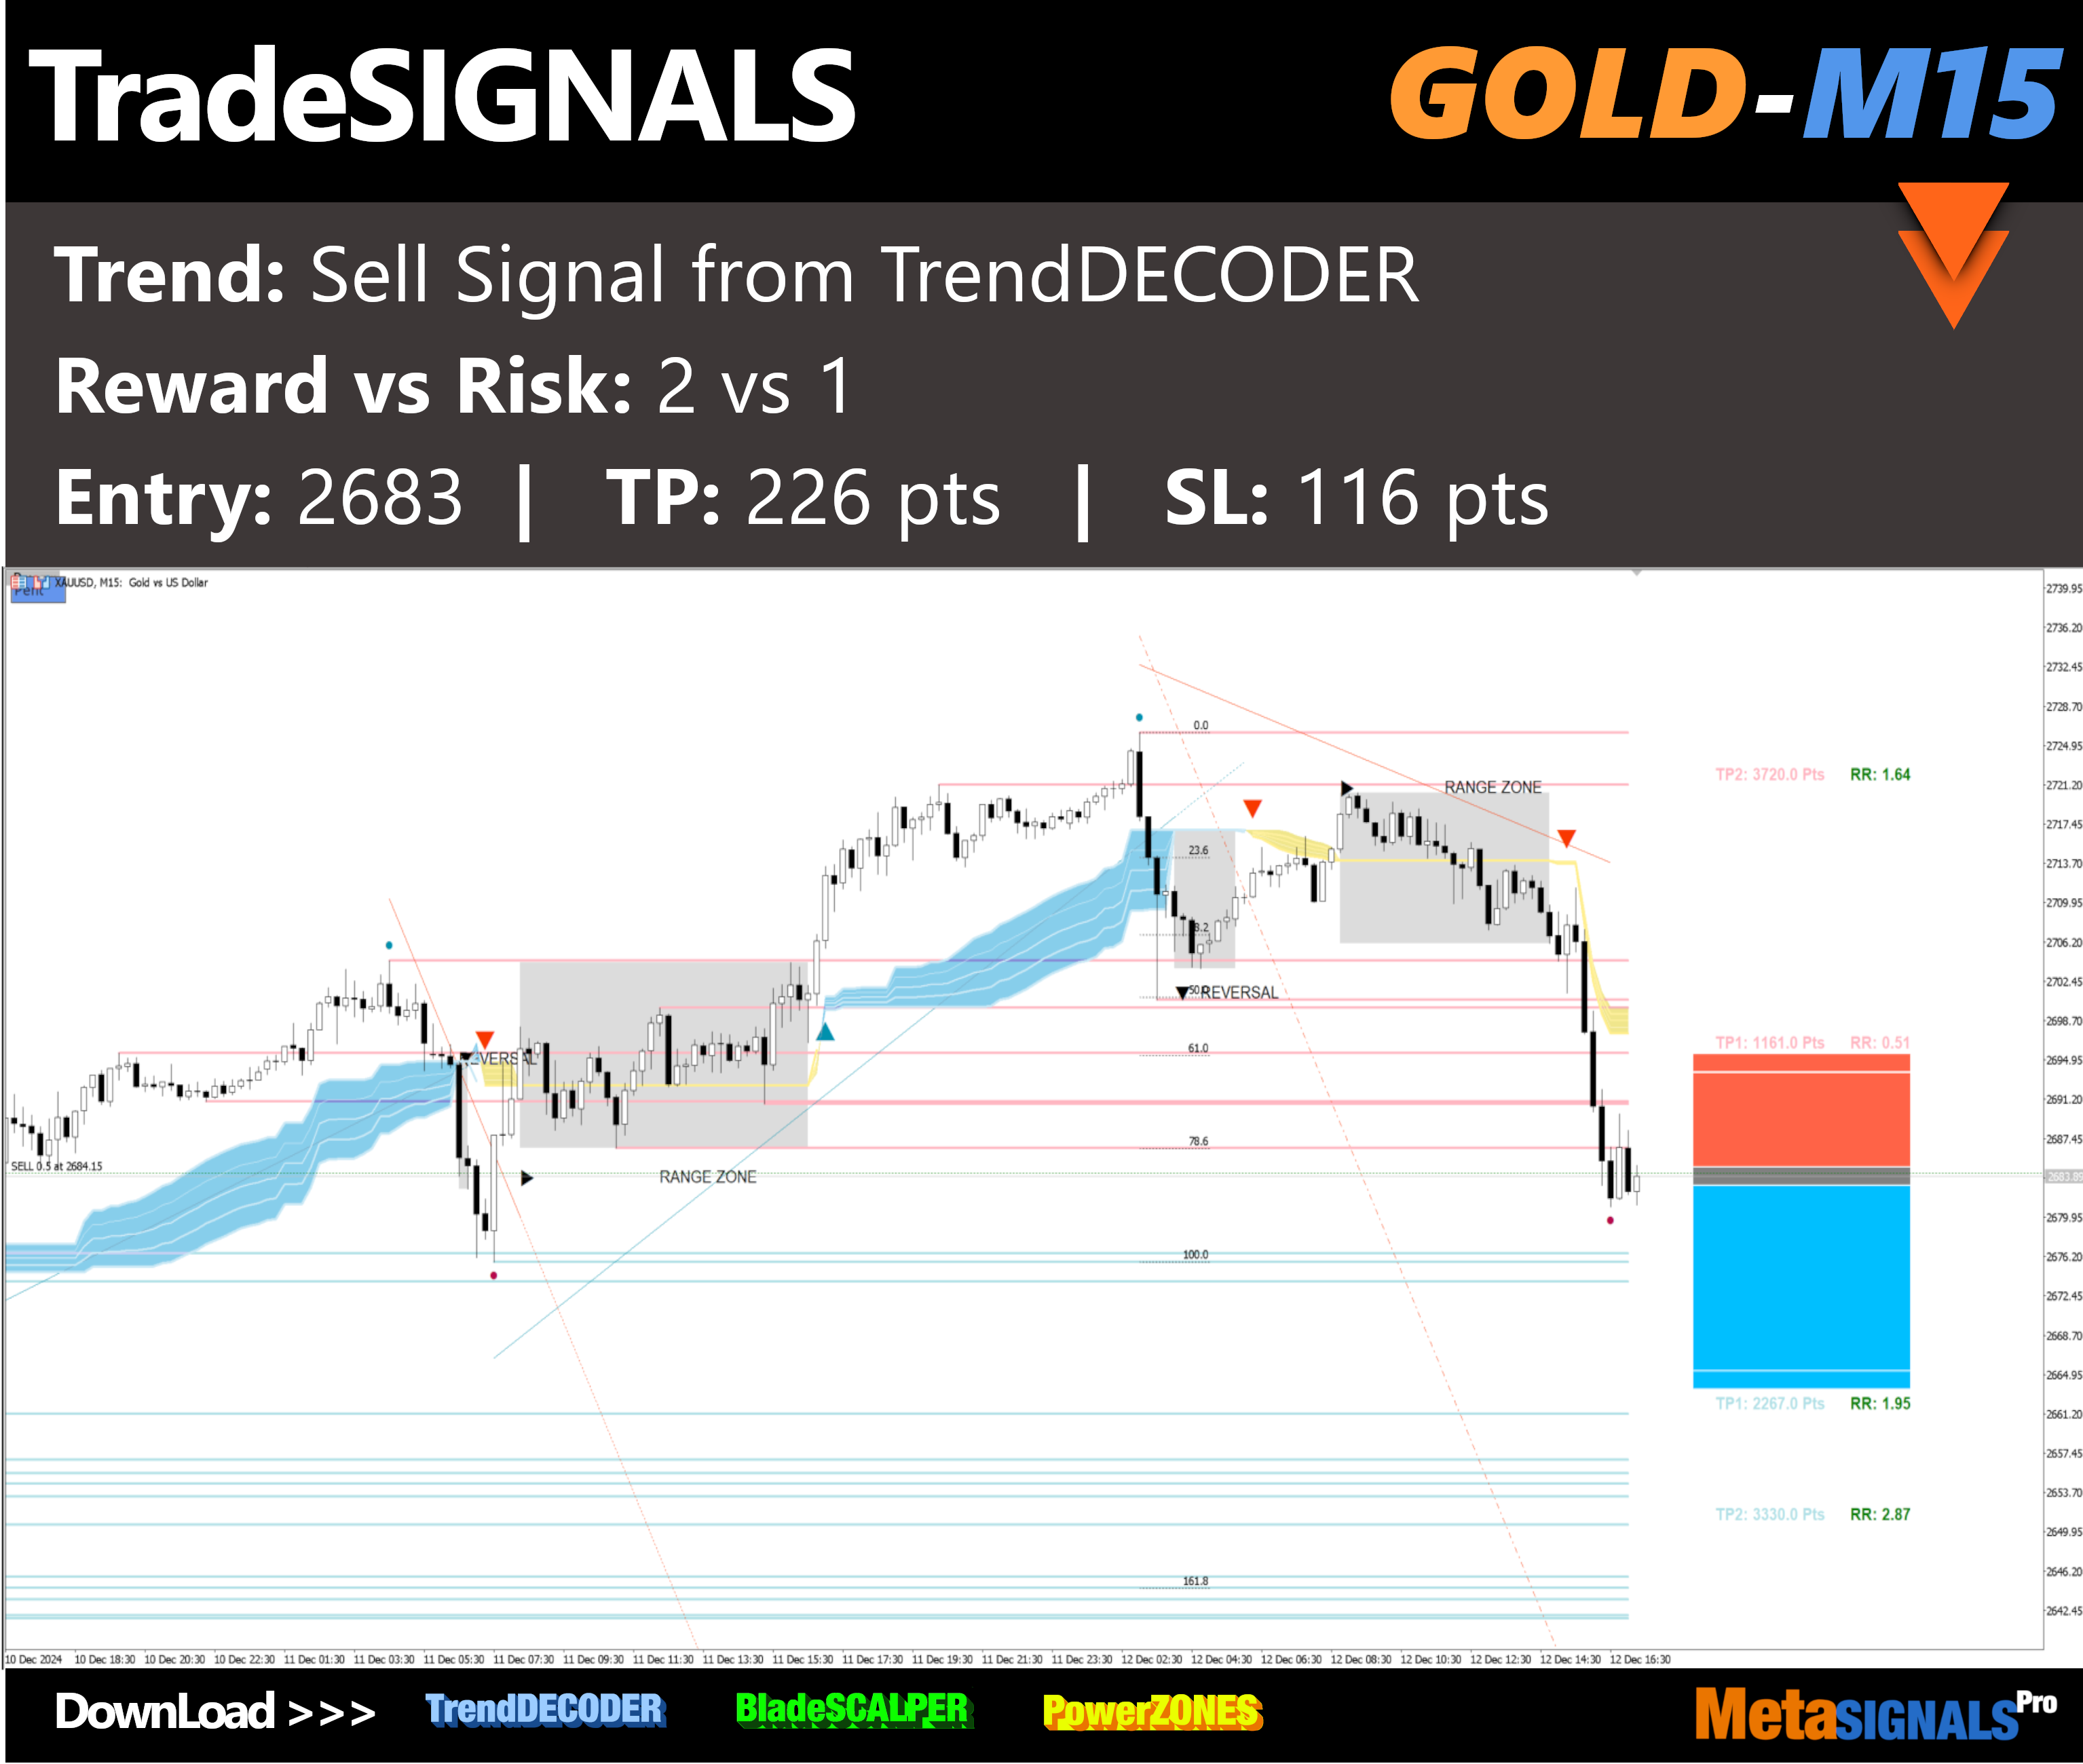 TradeSIGNALS
GOLD-M15
Trend: Sell Signal from TrendDECODER
Reward vs Risk: 2 vs 1
Entry: 2683 | TP: 226 pts | SL: 116 pts
XAUUSD, M15: Gold vs US Dollar
2739.95
2736.20
2732.45
2728.70
2724.95
2721.20
2717.45
2713.70
2709.95
2706.20
2702.45
2698.70
2694.95
2691.20
2687.45
2683.89
2679.95
2676.20
2672.45
2668.70
2664.95
2661.20
2657.45
2653.70
2649.95
2646.20
2642.45
0.0
TP2: 3720.0 Pts RR: 1.64
RANGE ZONE
23.6
REVERSAL
TP1: 1161.0 Pts RR: 0.51
61.0
78.6
SELL 0.5 at 2684.15
RANGE ZONE
100.0
TP1: 2267.0 Pts RR: 1.95
TP2: 3330.0 Pts RR: 2.87
161.8
10 Dec 2024 10 Dec 18:30 10 Dec 20:30 10 Dec 22:30 11 Dec 01:30 11 Dec 03:30 11 Dec 05:30 11 Dec 07:30 11 Dec 09:30 11 Dec 11:30 11 Dec 13:30 11 Dec 15:30 11 Dec 17:30 11 Dec 19:30 11 Dec 21:30 11 Dec 23:30 12 Dec 02:30 12 Dec 04:30 12 Dec 06:30 12 Dec 08:30 12 Dec 10:30 12 Dec 12:30 12 Dec 14:30 12 Dec 16:30
DownLoad >>> TrendDECODER BladeSCALPER PowerZONES
MetaSIGNALSPro